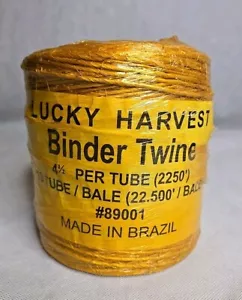 LUCKY HARVEST
Binder Twine
4½ PER TUBE (2250')
TUBE / BALE (22.500' / BALE
#89001
MADE IN BRAZIL